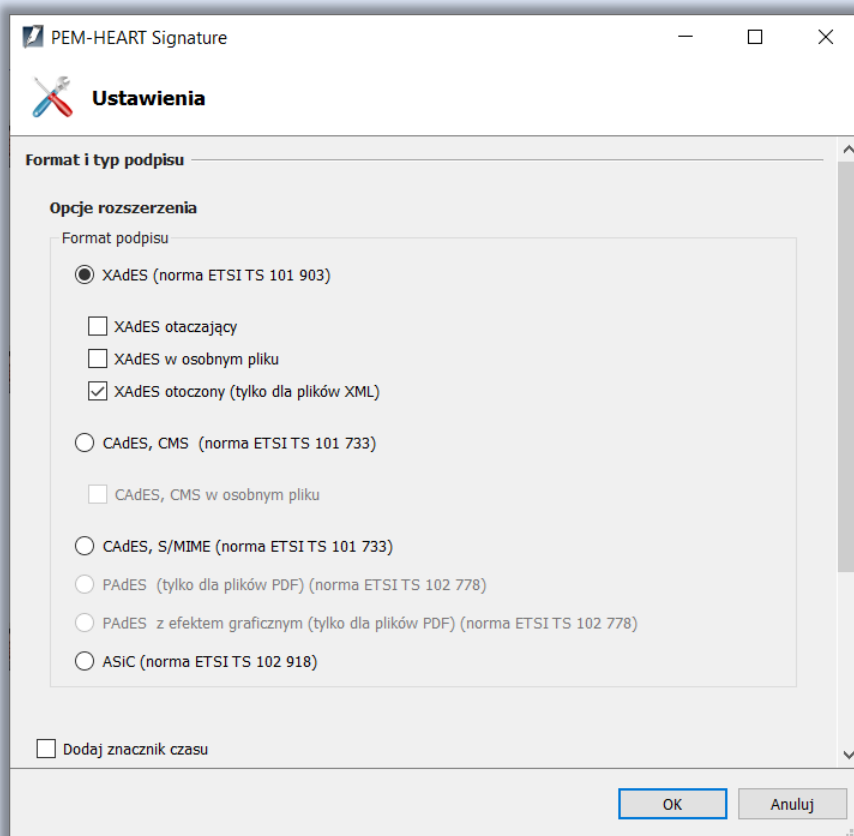 PEM-HEART Signature
Ustawienia
Format i typ podpisu
Opcje rozszerzenia
Format podpisu
XAdES (norma ETSI TS 101 903)
XAdES otaczający
XAdES w osobnym pliku
XAdES otoczony (tylko dla plików XML)
CAdES, CMS (norma ETSI TS 101 733)
CAdES, CMS w osobnym pliku
CAdES, S/MIME (norma ETSI TS 101 733)
PAdES (tylko dla plików PDF) (norma ETSI TS 102 778)
PAdES z efektem graficznym (tylko dla plików PDF) (norma ETSI TS 102 778)
ASiC (norma ETSI TS 102 918)
Dodaj znacznik czasu
OK Anuluj